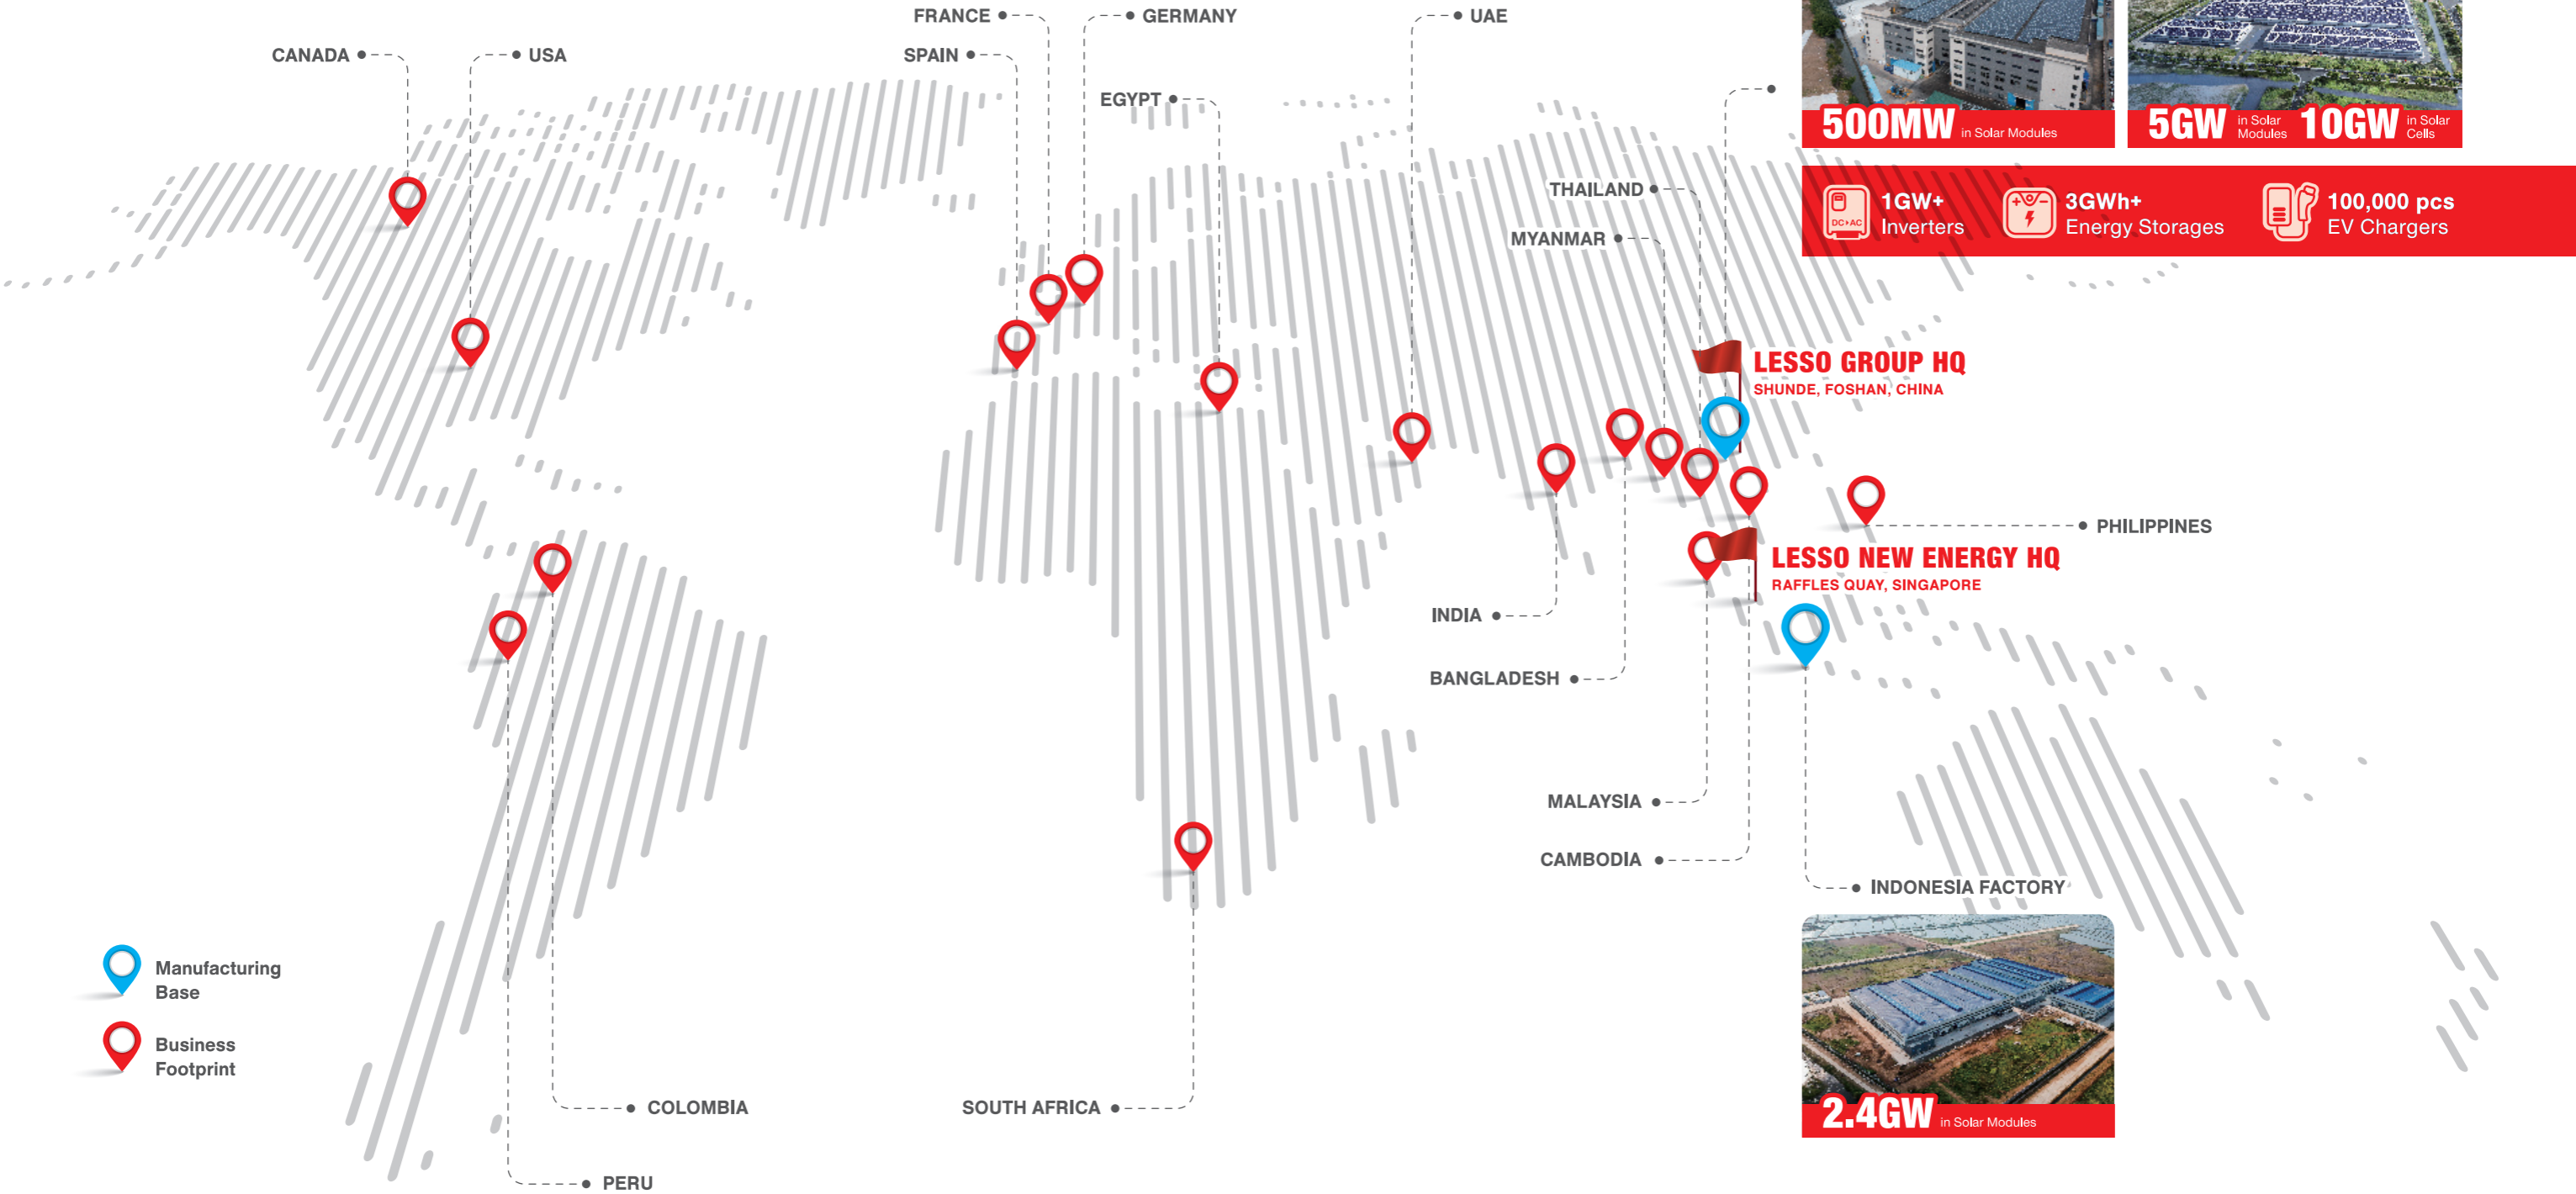 FRANCE
GERMANY
UAE
CANADA
USA
SPAIN
EGYPT
500MW in Solar Modules
5GW in Solar Modules 10GW in Solar Cells
THAILAND
MYANMAR
DC▸AC
1GW+
Inverters
3GWh+
Energy Storages
100,000 pcs
EV Chargers
LESSO GROUP HQ
SHUNDE, FOSHAN, CHINA
PHILIPPINES
LESSO NEW ENERGY HQ
RAFFLES QUAY, SINGAPORE
INDIA
BANGLADESH
MALAYSIA
CAMBODIA
INDONESIA FACTORY
Manufacturing
Base
Business
Footprint
COLOMBIA
SOUTH AFRICA
2.4GW in Solar Modules
PERU